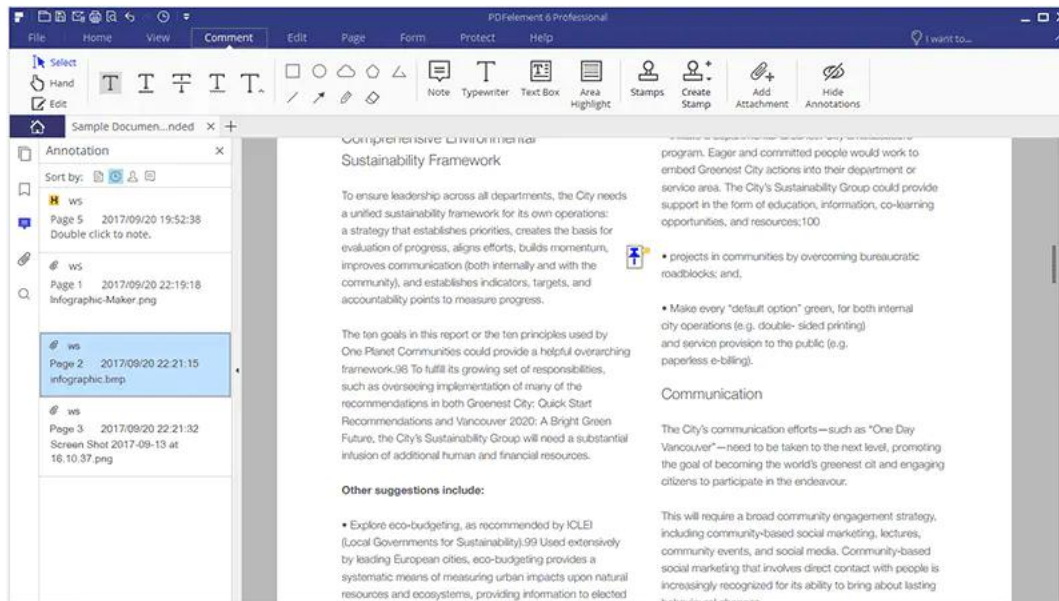 PDFelement 6 Professional
File Home View Comment Edit Page Form Protect Help I want to...
Select
Hand
Edit
Note Typewriter Text Box Area Highlight Stamps Create Stamp Add Attachment Hide Annotations
Sample Documen...nded
Annotation
Sort by:
H ws
Page 5 2017/09/20 19:52:38
Double click to note.
ws
Page 1 2017/09/20 22:19:18
Infographic-Maker.png
ws
Page 2 2017/09/20 22:21:15
infographic.bmp
ws
Page 3 2017/09/20 22:21:32
Screen Shot 2017-09-13 at
16.10.37.png
Comprehensive Environmental
Sustainability Framework
To ensure leadership across all departments, the City needs
a unified sustainability framework for its own operations:
a strategy that establishes priorities, creates the basis for
evaluation of progress, aligns efforts, builds momentum,
improves communication (both internally and with the
community), and establishes indicators, targets, and
accountability points to measure progress.
The ten goals in this report or the ten principles used by
One Planet Communities could provide a helpful overarching
framework.98 To fulfill its growing set of responsibilities,
such as overseeing implementation of many of the
recommendations in both Greenest City: Quick Start
Recommendations and Vancouver 2020: A Bright Green
Future, the City's Sustainability Group will need a substantial
infusion of additional human and financial resources.
Other suggestions include:
• Explore eco-budgeting, as recommended by ICLEI
(Local Governments for Sustainability).99 Used extensively
by leading European cities, eco-budgeting provides a
systematic means of measuring urban impacts upon natural
resources and ecosystems, providing information to elected
program. Eager and committed people would work to
embed Greenest City actions into their department or
service area. The City's Sustainability Group could provide
support in the form of education, information, co-learning
opportunities, and resources;100
• projects in communities by overcoming bureaucratic
roadblocks; and,
• Make every "default option" green, for both internal
city operations (e.g. double- sided printing)
and service provision to the public (e.g.
paperless e-billing).
Communication
The City's communication efforts—such as "One Day
Vancouver"—need to be taken to the next level, promoting
the goal of becoming the world's greenest cit and engaging
citizens to participate in the endeavour.
This will require a broad community engagement strategy,
including community-based social marketing, lectures,
community events, and social media. Community-based
social marketing that involves direct contact with people is
increasingly recognized for its ability to bring about lasting